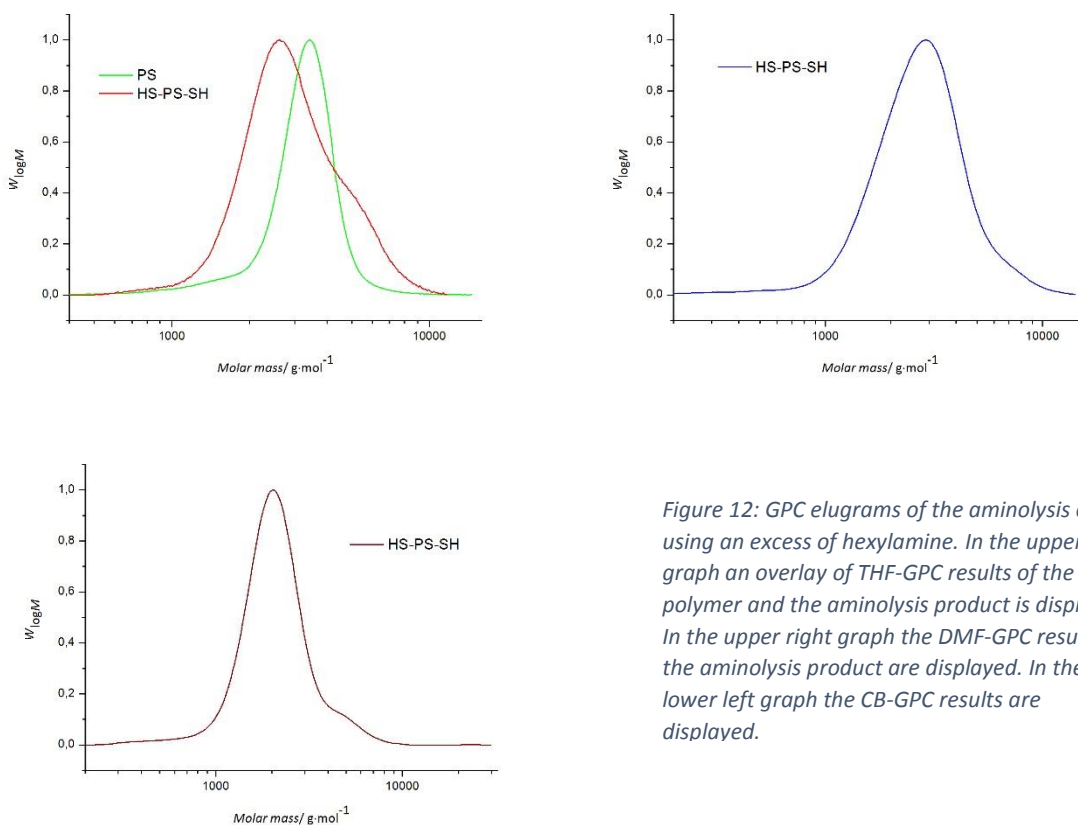 1,0
0,8
0,6
0,4
0,2
0,0
PS
HS-PS-SH
WlogM
1000
10000
Molar mass/ g·mol-1
1,0
0,8
0,6
0,4
0,2
0,0
HS-PS-SH
WlogM
1000
10000
Molar mass/ g·mol-1
1,0
0,8
0,6
0,4
0,2
0,0
HS-PS-SH
WlogM
1000
10000
Molar mass/ g·mol-1
Figure 12: GPC elugrams of the aminolysis
using an excess of hexylamine. In the upper
graph an overlay of THF-GPC results of the
polymer and the aminolysis product is
In the upper right graph the DMF-GPC
the aminolysis product are displayed. In the
lower left graph the CB-GPC results are
displayed.